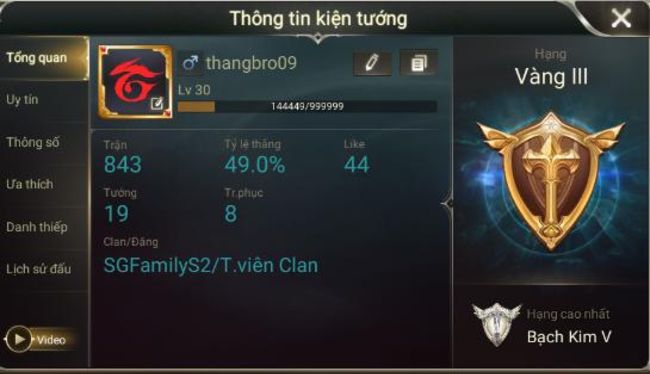 Thông tin kiện tướng
Tổng quan
Uy tín
Thông số
Ưa thích
Danh thiếp
Lịch sử đấu
Video
thangbro09
Lv 30
144449/999999
Trận
Tỷ lệ thắng
Like
843
49.0%
44
Tướng
Tr.phục
19
8
Clan/Đẳng
SGFamilyS2/T.viên Clan
Hạng
Vàng III
Hạng cao nhất
Bạch Kim V